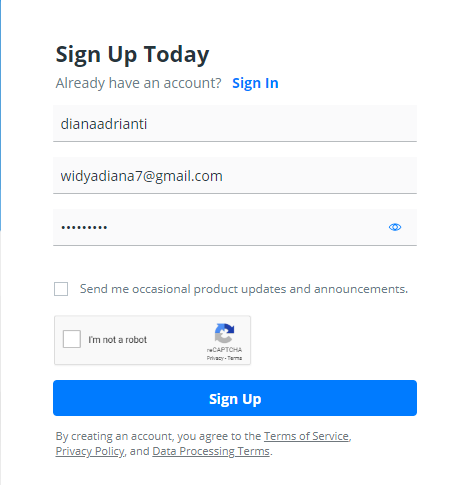 Sign Up Today
Already have an account? Sign In
dianaadrianti
widyadiana7@gmail.com
•••••••••
Send me occasional product updates and announcements.
I'm not a robot
reCAPTCHA
Privacy - Terms
Sign Up
By creating an account, you agree to the Terms of Service,
Privacy Policy, and Data Processing Terms.